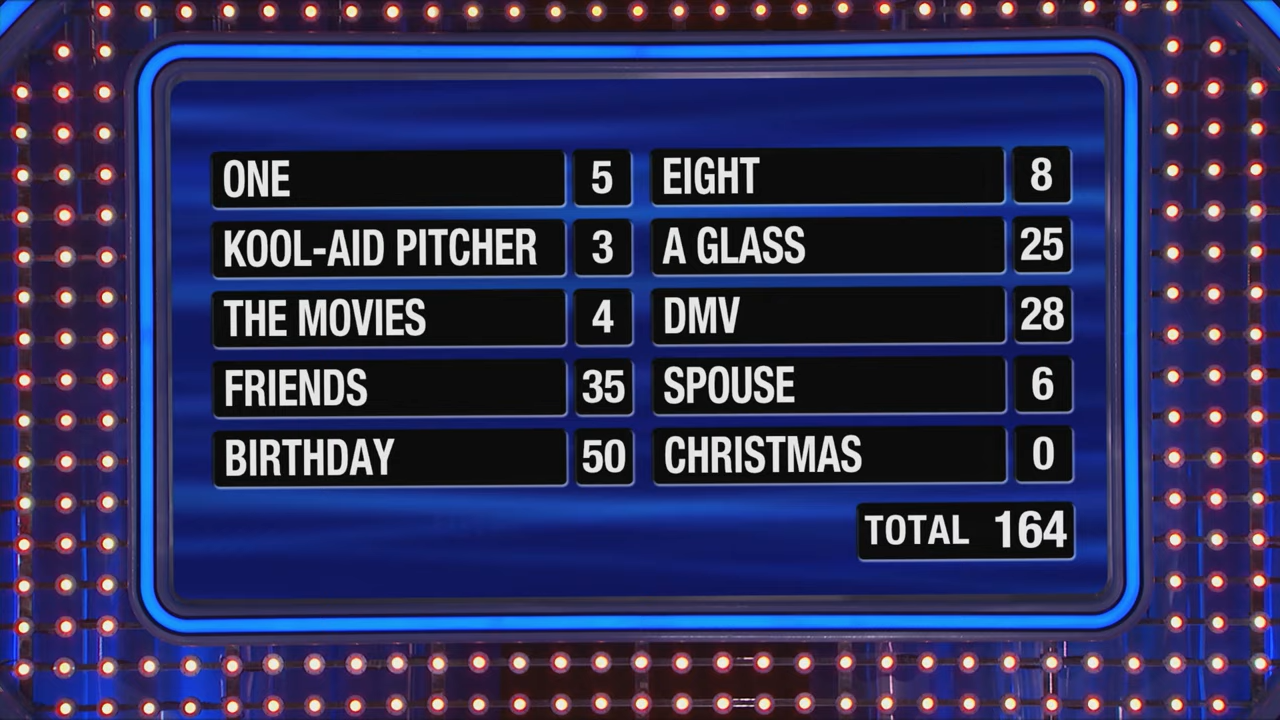 ONE 5 EIGHT 8
KOOL-AID PITCHER 3 A GLASS 25
THE MOVIES 4 DMV 28
FRIENDS 35 SPOUSE 6
BIRTHDAY 50 CHRISTMAS 0
TOTAL 164